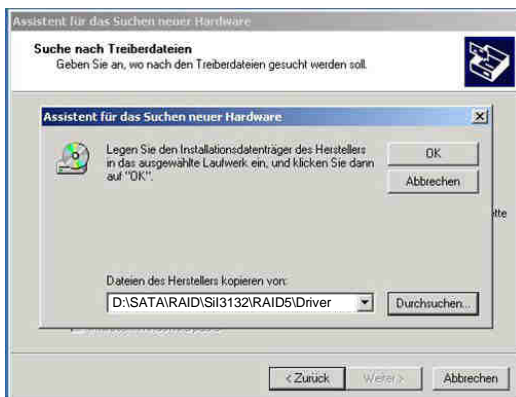 Assistent für das Suchen neuer Hardware
Suche nach Treiberdateien
Geben Sie an, wo nach den Treiberdateien gesucht werden soll.
Assistent für das Suchen neuer Hardware
Legen Sie den Installationsdatenträger des Herstellers
in das ausgewählte Laufwerk ein, und klicken Sie dann
auf "OK".
OK
Abbrechen
Dateien des Herstellers kopieren von:
D:\SATA\RAID\SiI3132\RAID5\Driver
Durchsuchen...
< Zurück
Weiter >
Abbrechen